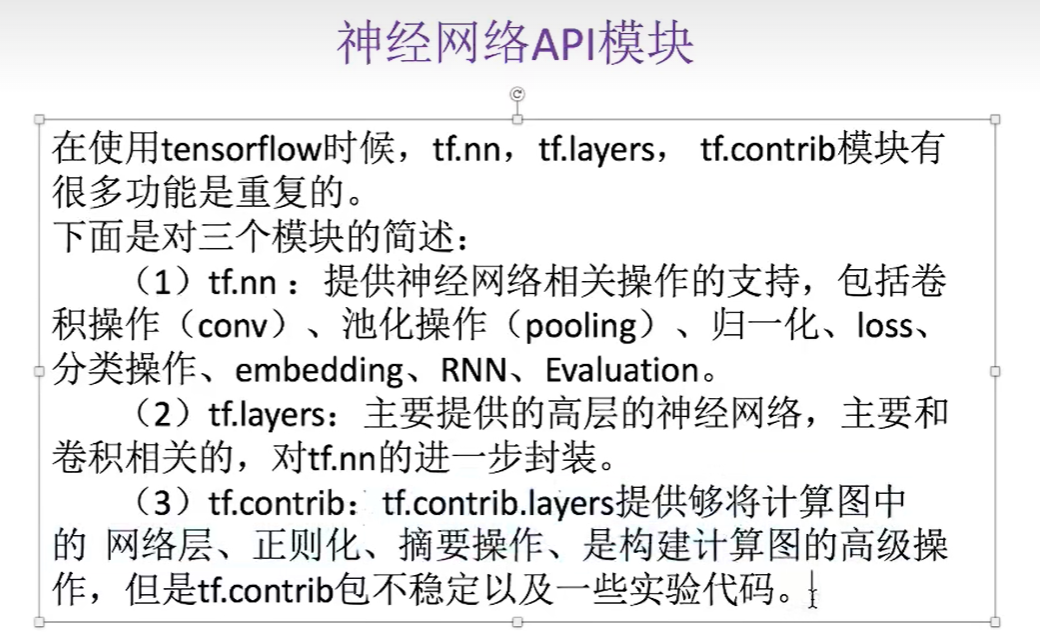 神经网络API模块
在使用tensorflow时候，tf.nn，tf.layers， tf.contrib模块有
很多功能是重复的。
下面是对三个模块的简述：
（1）tf.nn ：提供神经网络相关操作的支持，包括卷
积操作（conv）、池化操作（pooling）、归一化、loss、
分类操作、embedding、RNN、Evaluation。
（2）tf.layers：主要提供的高层的神经网络，主要和
卷积相关的，对tf.nn的进一步封装。
（3）tf.contrib：tf.contrib.layers提供够将计算图中
的 网络层、正则化、摘要操作、是构建计算图的高级操
作，但是tf.contrib包不稳定以及一些实验代码。